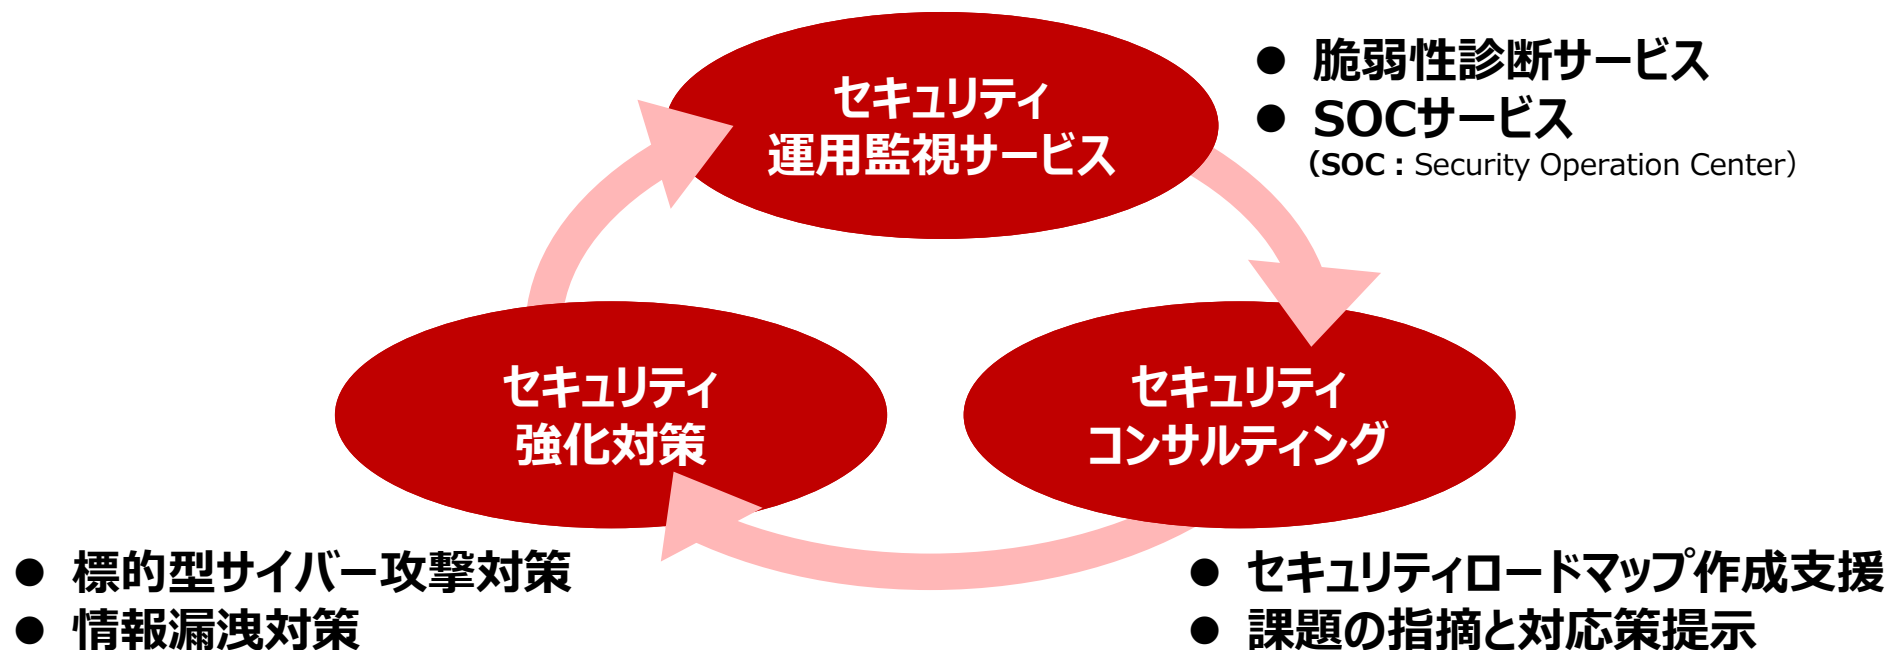 セキュリティ
運用監視サービス
● 脆弱性診断サービス
● SOCサービス
（SOC：Security Operation Center）
セキュリティ
強化対策
セキュリティ
コンサルティング
● 標的型サイバー攻撃対策
● 情報漏洩対策
● セキュリティロードマップ作成支援
● 課題の指摘と対応策提示